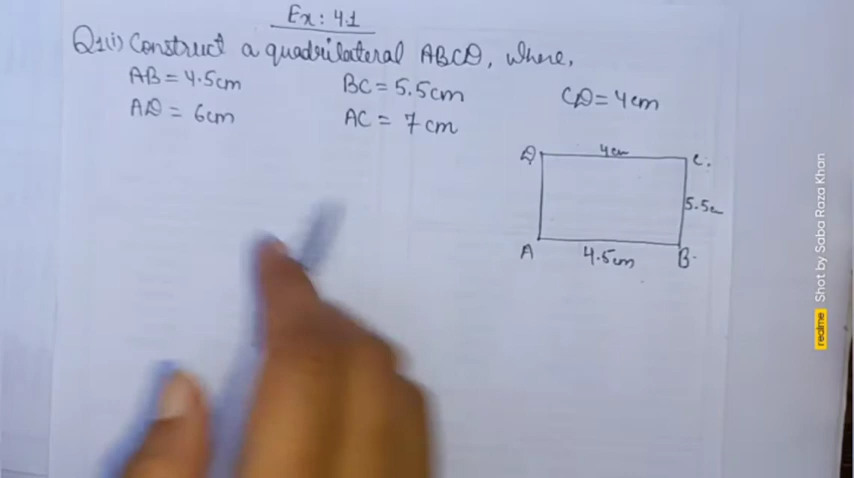 Ex: 4.1
Q1(i) Construct a quadrilateral ABCD, where,
AB = 4.5cm BC = 5.5cm CD = 4cm
AD = 6cm AC = 7cm
D 4cm C.
5.5c
A 4.5cm B.
realme Shot by Saba Raza Khan